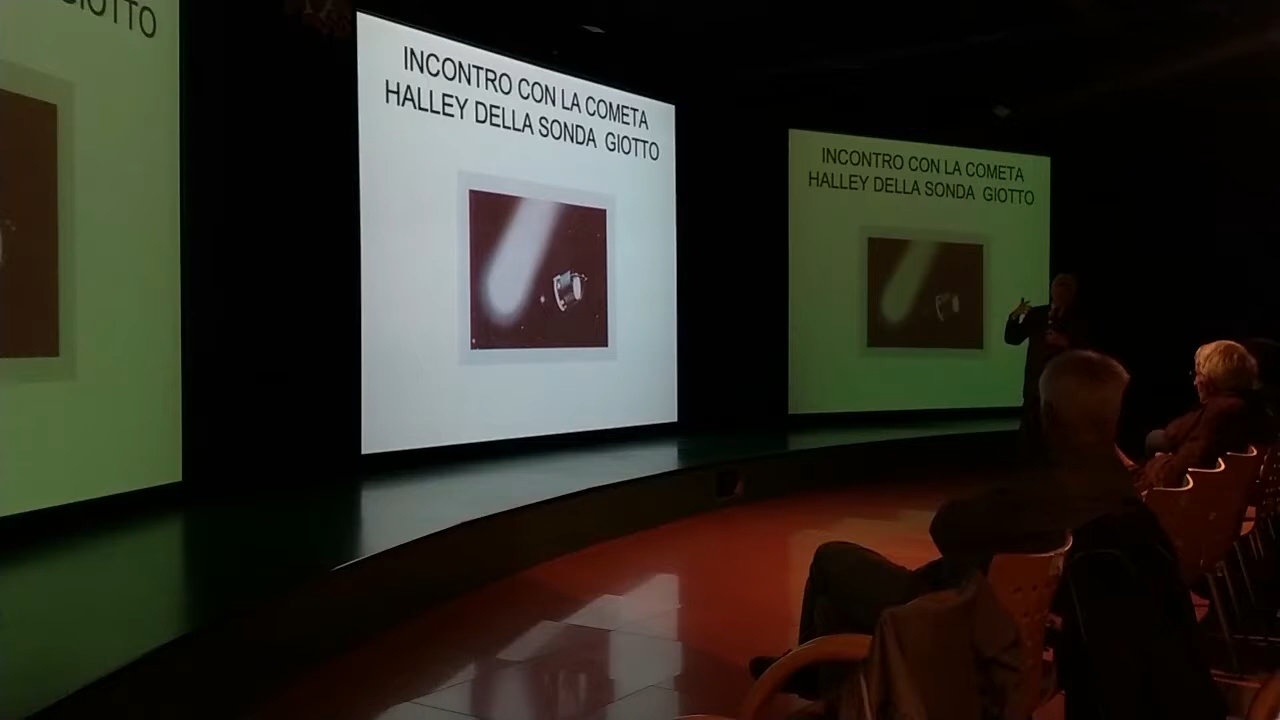 GIOTTO
INCONTRO CON LA COMETA
HALLEY DELLA SONDA GIOTTO
INCONTRO CON LA COMETA
HALLEY DELLA SONDA GIOTTO